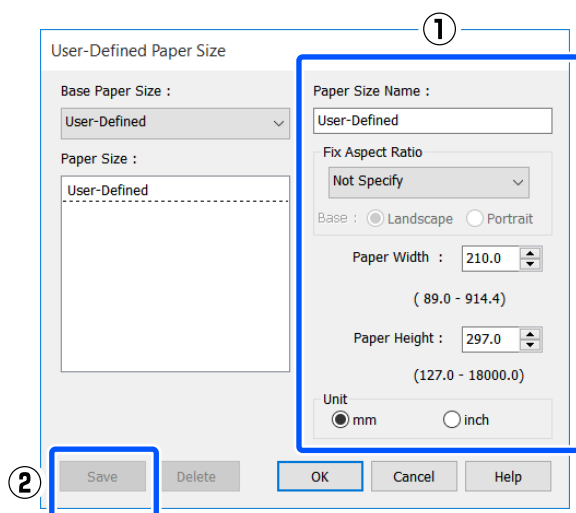 ①
User-Defined Paper Size
Base Paper Size :
User-Defined
Paper Size :
User-Defined
Paper Size Name :
User-Defined
Fix Aspect Ratio
Not Specify
Base : Landscape Portrait
Paper Width : 210.0
( 89.0 - 914.4)
Paper Height : 297.0
(127.0 - 18000.0)
Unit
mm inch
②
Save Delete OK Cancel Help